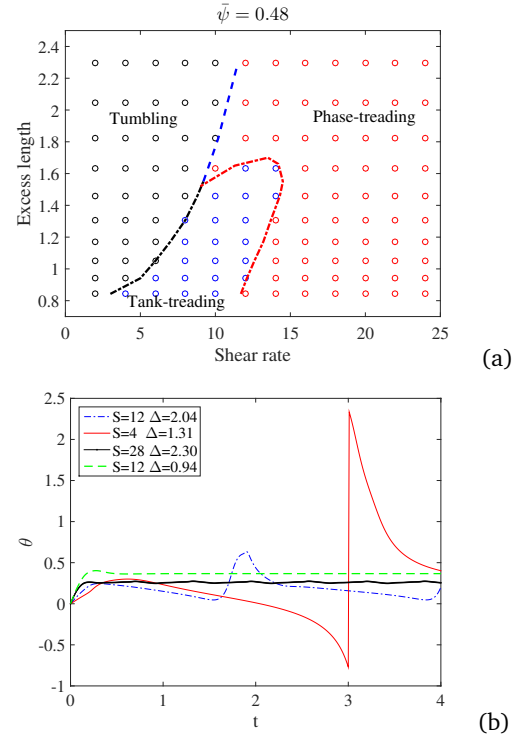 ψ̄ = 0.48
2.4
2.2
2
1.8
1.6
1.4
1.2
1
0.8
Excess length
Tumbling
Phase-treading
Tank-treading
0 5 10 15 20 25
Shear rate
(a)
2.5
2
1.5
1
0.5
0
-0.5
-1
θ
S=12 Δ=2.04
S=4 Δ=1.31
S=28 Δ=2.30
S=12 Δ=0.94
0 1 2 3 4
t
(b)